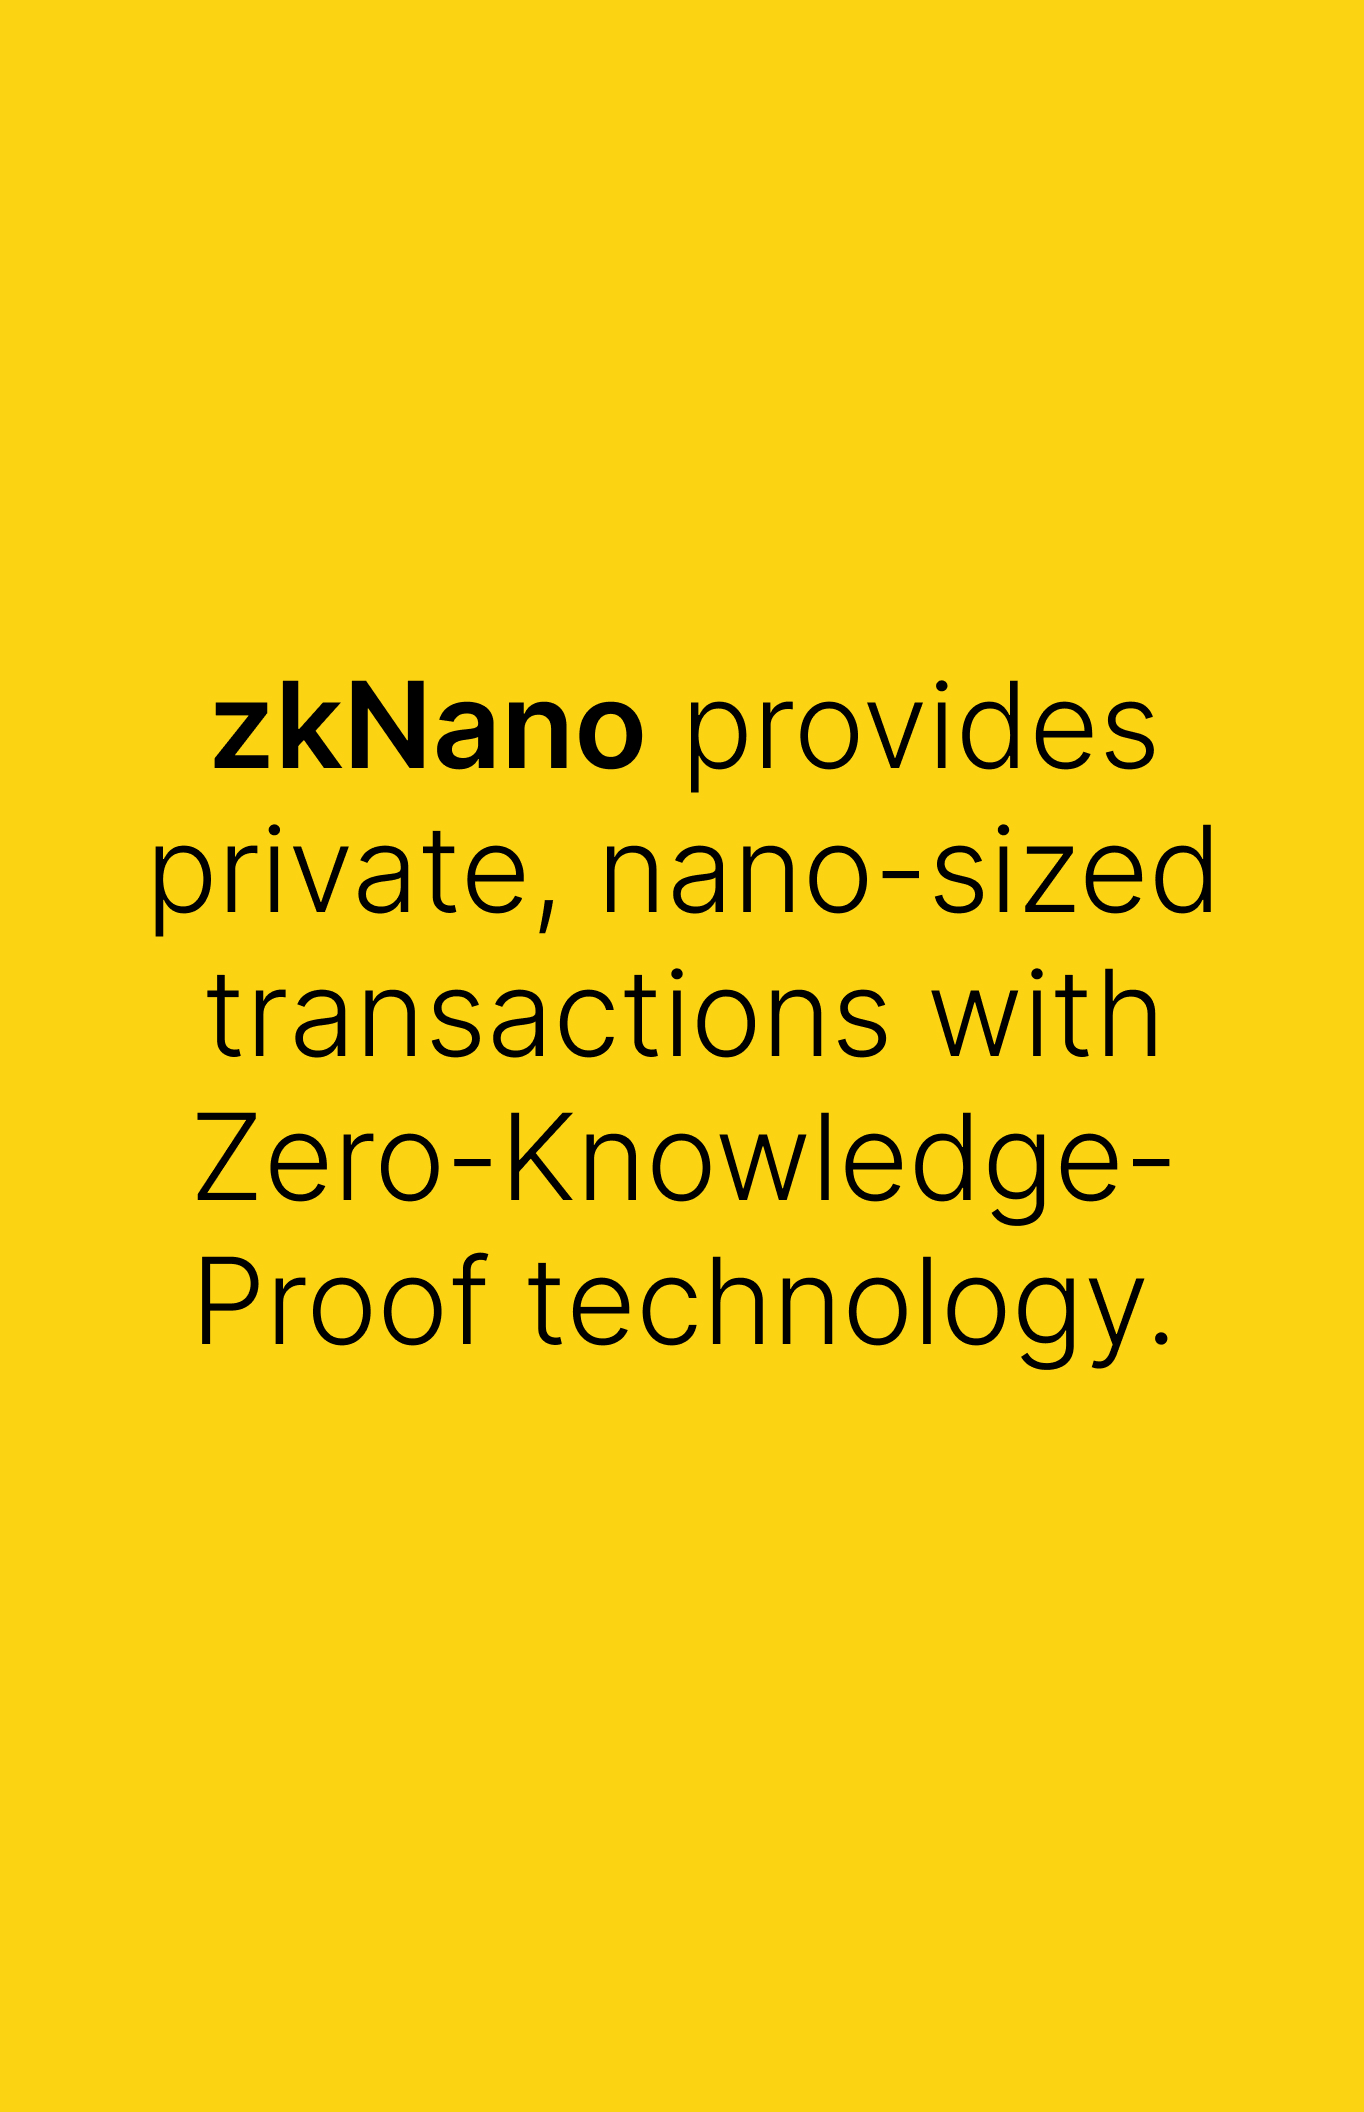 zkNano provides
private, nano-sized
transactions with
Zero-Knowledge-
Proof technology.